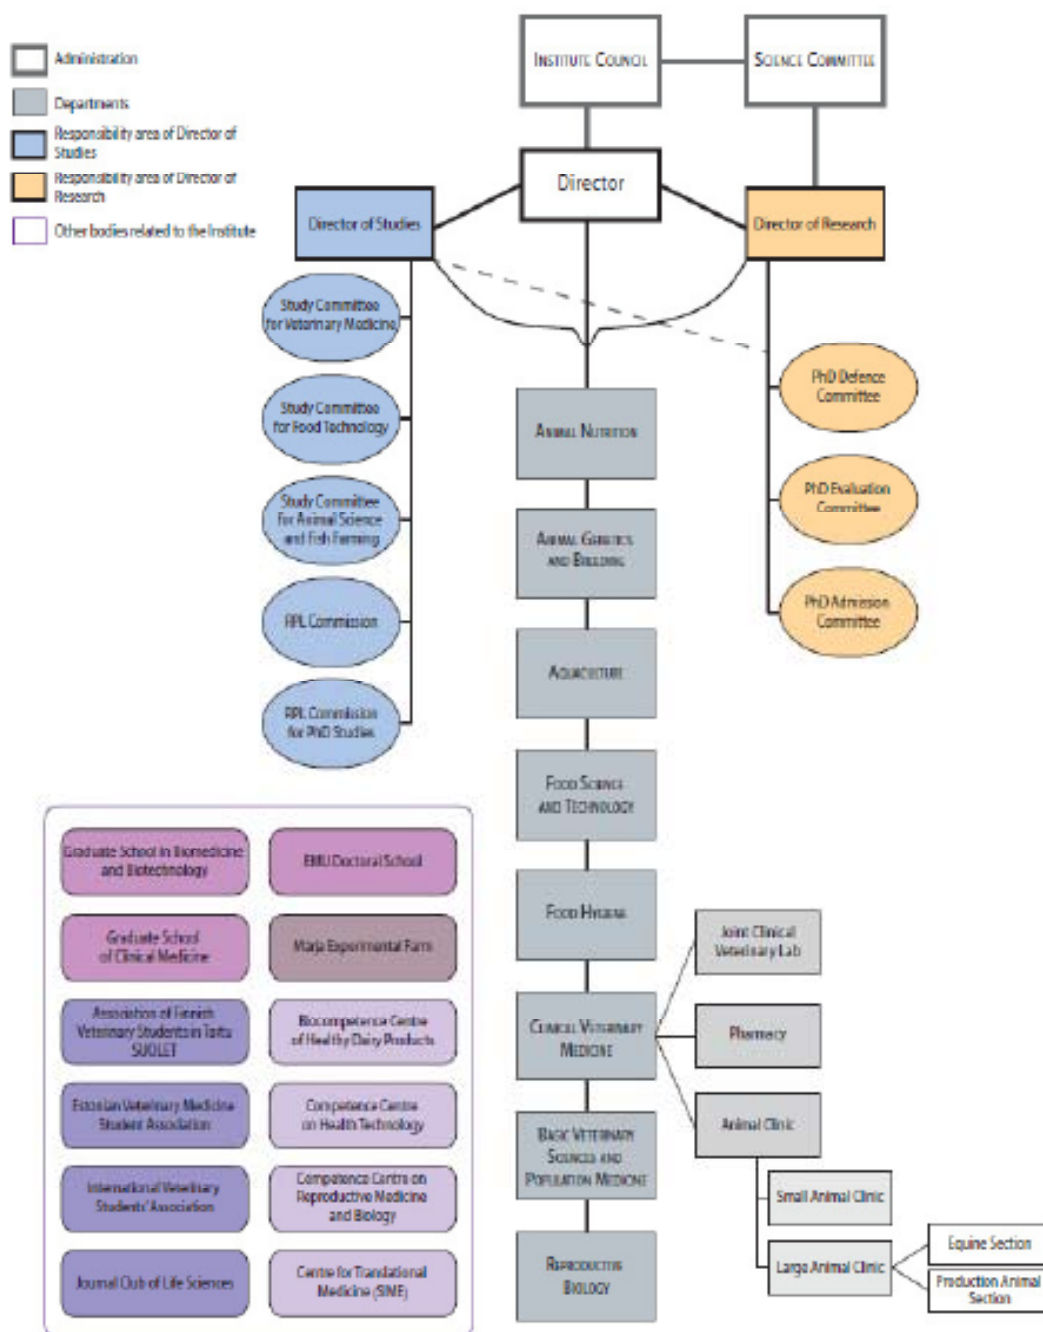 Administration
Departments
Responsibility area of Director of
Studies
Responsibility area of Director of
Research
Other bodies related to the Institute
INSTITUTE COUNCIL
SCIENCE COMMITTEE
Director
Director of Studies
Director of Research
Study Committee
for Veterinary Medicine
Study Committee
for Food Technology
Study Committee
for Animal Science
and Fish Farming
RPL Commission
RPL Commission
for PhD Studies
PhD Defence
Committee
PhD Evaluation
Committee
PhD Admission
Committee
ANIMAL NUTRITION
ANIMAL GENETICS
AND BREEDING
AQUACULTURE
FOOD SCIENCE
AND TECHNOLOGY
FOOD HYGIENE
CLINICAL VETERINARY
MEDICINE
BASIC VETERINARY
SCIENCES AND
POPULATION MEDICINE
REPRODUCTIVE
BIOLOGY
Joint Clinical
Veterinary Lab
Pharmacy
Animal Clinic
Small Animal Clinic
Large Animal Clinic
Equine Section
Production Animal
Section
Graduate School in Biomedicine
and Biotechnology
EMU Doctoral School
Graduate School
of Clinical Medicine
Marja Experimental Farm
Association of Finnish
Veterinary Students in Tartu
SUOLET
Biocompetence Centre
of Healthy Dairy Products
Estonian Veterinary Medicine
Student Association
Competence Centre
on Health Technology
International Veterinary
Students' Association
Competence Centre on
Reproductive Medicine
and Biology
Journal Club of Life Sciences
Centre for Translational
Medicine (SIME)